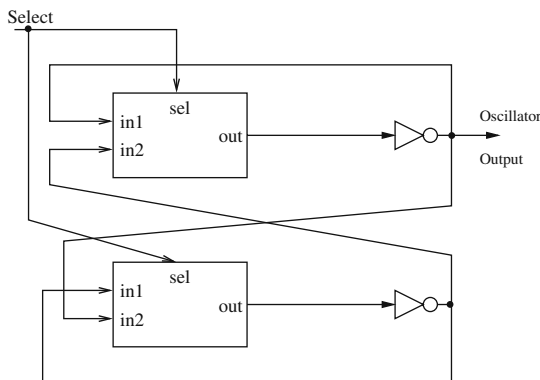 Select
sel
in1
in2
out
Oscillator
Output
sel
in1
in2
out